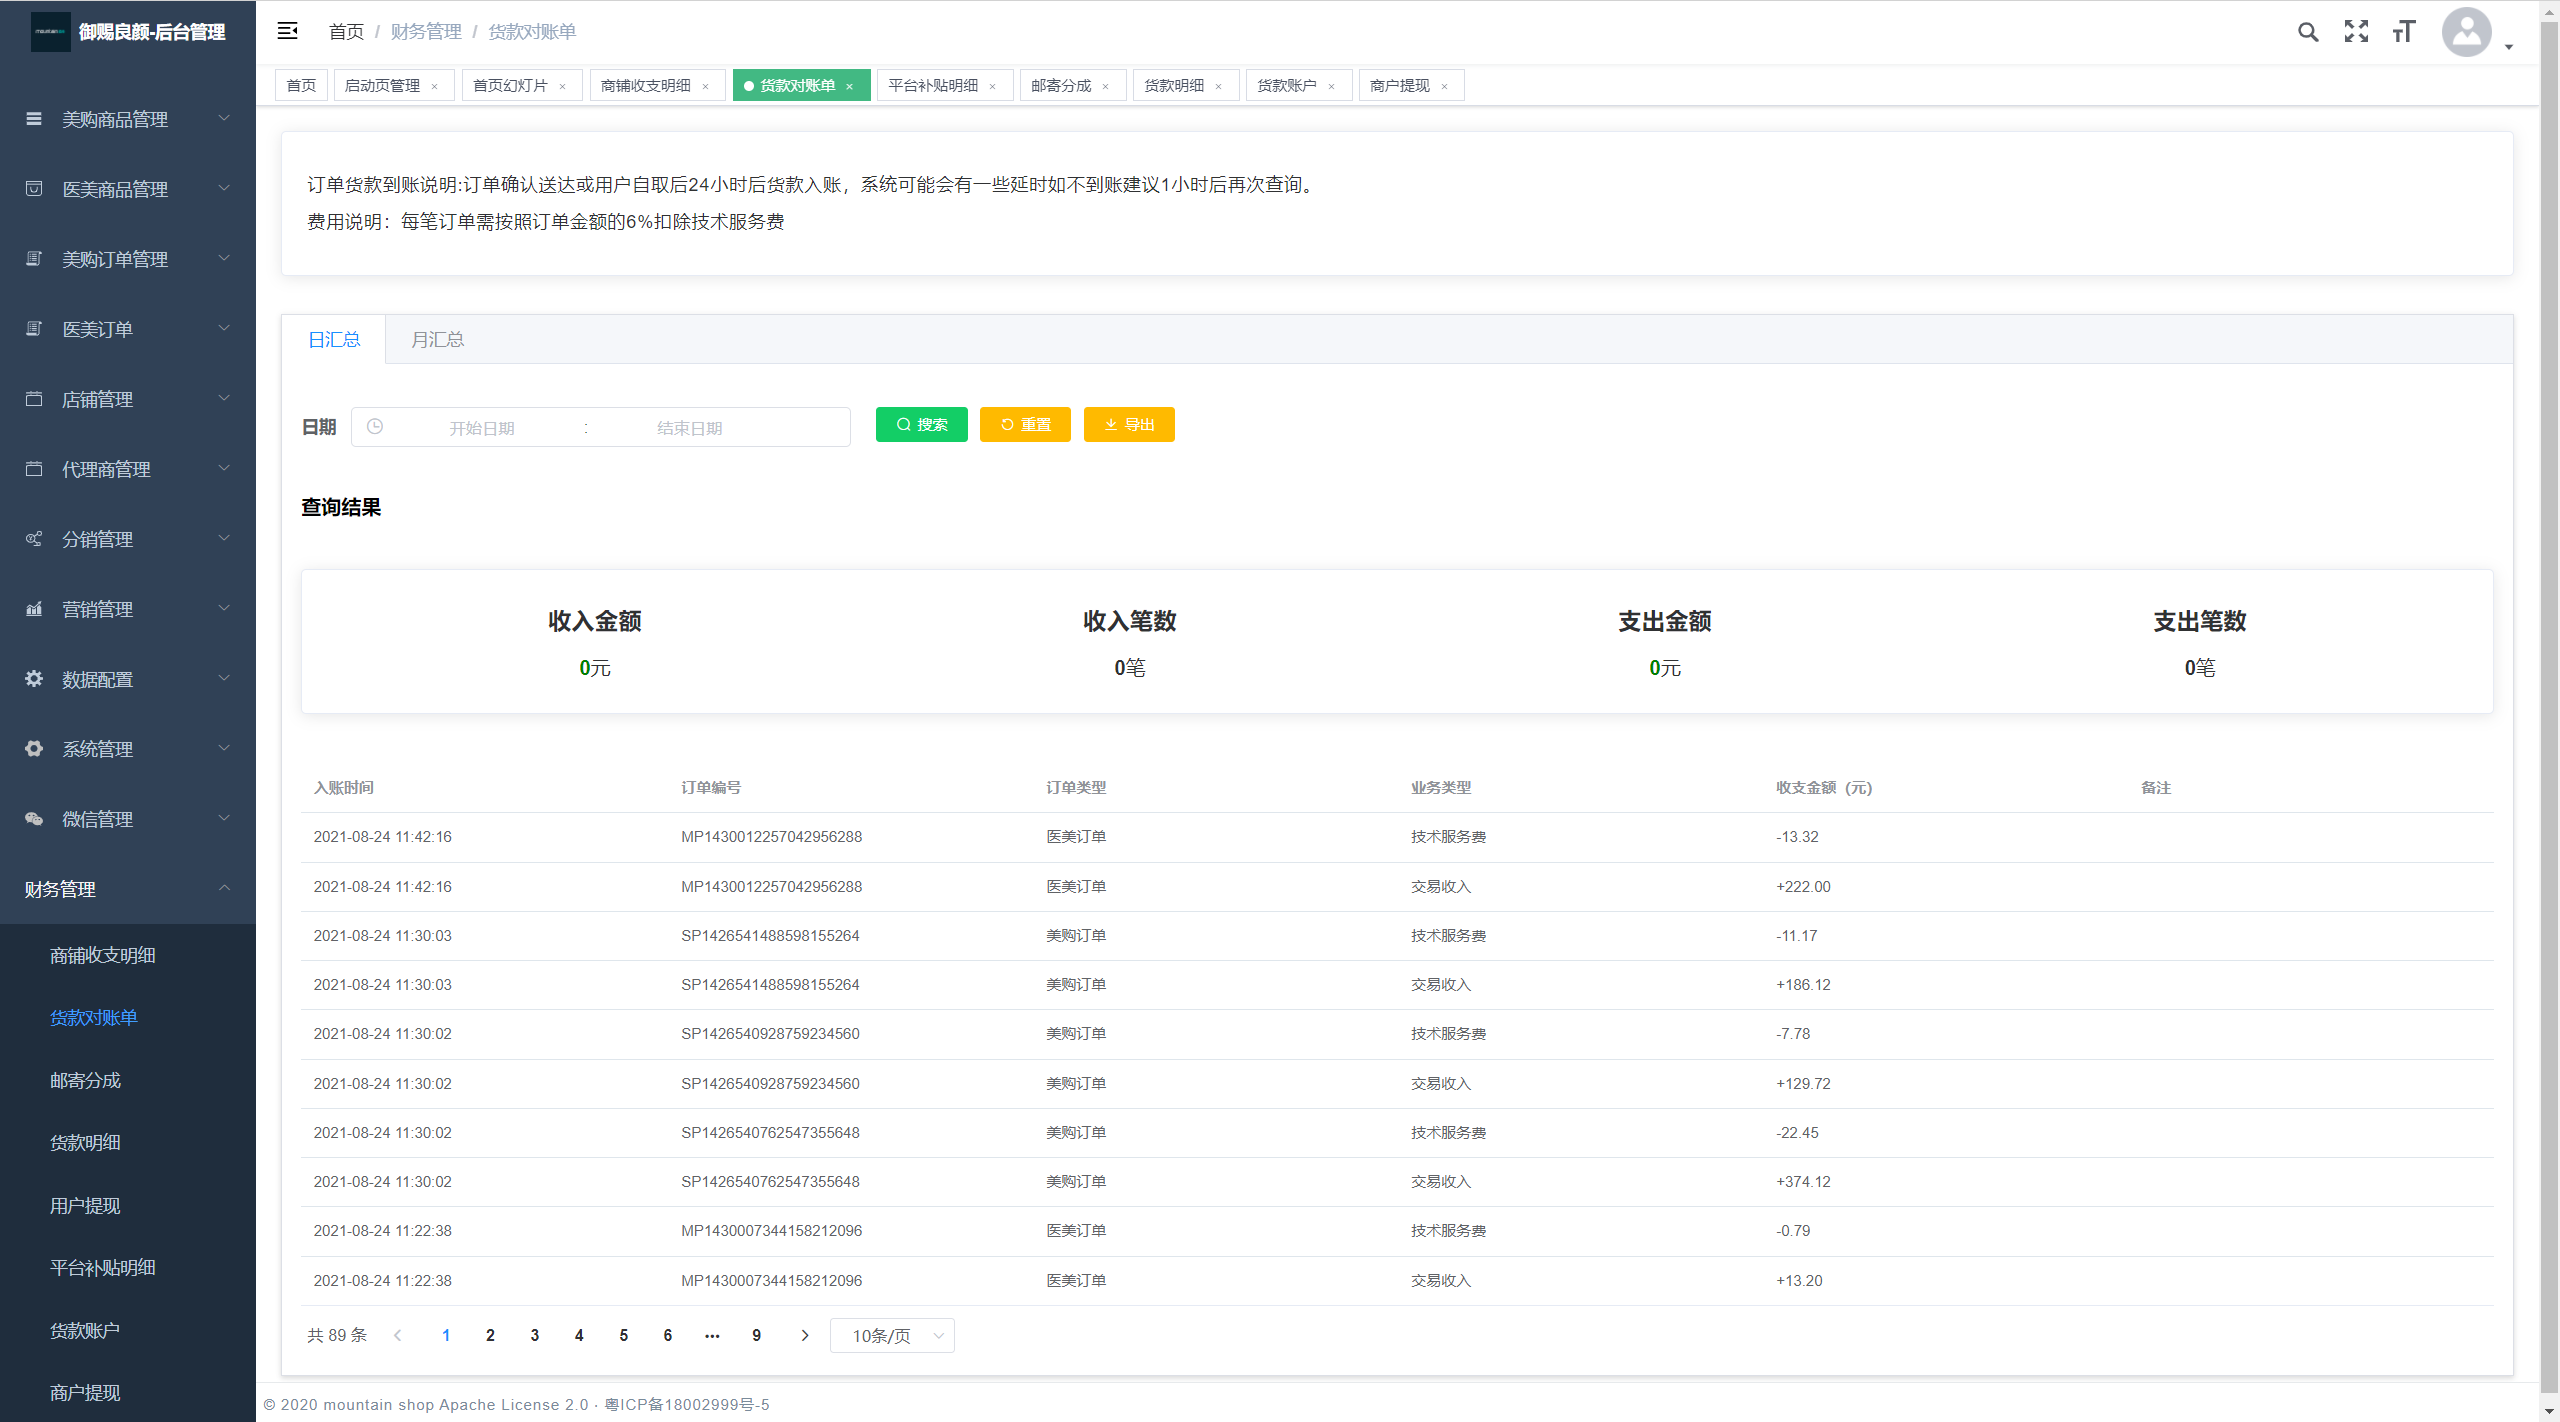 御赐良颜-后台管理
首页 / 财务管理 / 货款对账单
首页 启动页管理 × 首页幻灯片 × 商铺收支明细 × 货款对账单 × 平台补贴明细 × 邮寄分成 × 货款明细 × 货款账户 × 商户提现 ×
美购商品管理
医美商品管理
美购订单管理
医美订单
店铺管理
代理商管理
分销管理
营销管理
数据配置
系统管理
微信管理
财务管理
商铺收支明细
货款对账单
邮寄分成
货款明细
用户提现
平台补贴明细
货款账户
商户提现
订单货款到账说明:订单确认送达或用户自取后24小时后货款入账，系统可能会有一些延时如不到账建议1小时后再次查询。
费用说明：每笔订单需按照订单金额的6%扣除技术服务费
日汇总 月汇总
日期 开始日期 : 结束日期 搜索 重置 导出
查询结果
收入金额 收入笔数 支出金额 支出笔数
0元 0笔 0元 0笔
入账时间 订单编号 订单类型 业务类型 收支金额（元） 备注
2021-08-24 11:42:16 MP1430012257042956288 医美订单 技术服务费 -13.32
2021-08-24 11:42:16 MP1430012257042956288 医美订单 交易收入 +222.00
2021-08-24 11:30:03 SP1426541488598155264 美购订单 技术服务费 -11.17
2021-08-24 11:30:03 SP1426541488598155264 美购订单 交易收入 +186.12
2021-08-24 11:30:02 SP1426540928759234560 美购订单 技术服务费 -7.78
2021-08-24 11:30:02 SP1426540928759234560 美购订单 交易收入 +129.72
2021-08-24 11:30:02 SP1426540762547355648 美购订单 技术服务费 -22.45
2021-08-24 11:30:02 SP1426540762547355648 美购订单 交易收入 +374.12
2021-08-24 11:22:38 MP1430007344158212096 医美订单 技术服务费 -0.79
2021-08-24 11:22:38 MP1430007344158212096 医美订单 交易收入 +13.20
共 89 条 1 2 3 4 5 6 ··· 9 10条/页
© 2020 mountain shop Apache License 2.0 · 粤ICP备18002999号-5